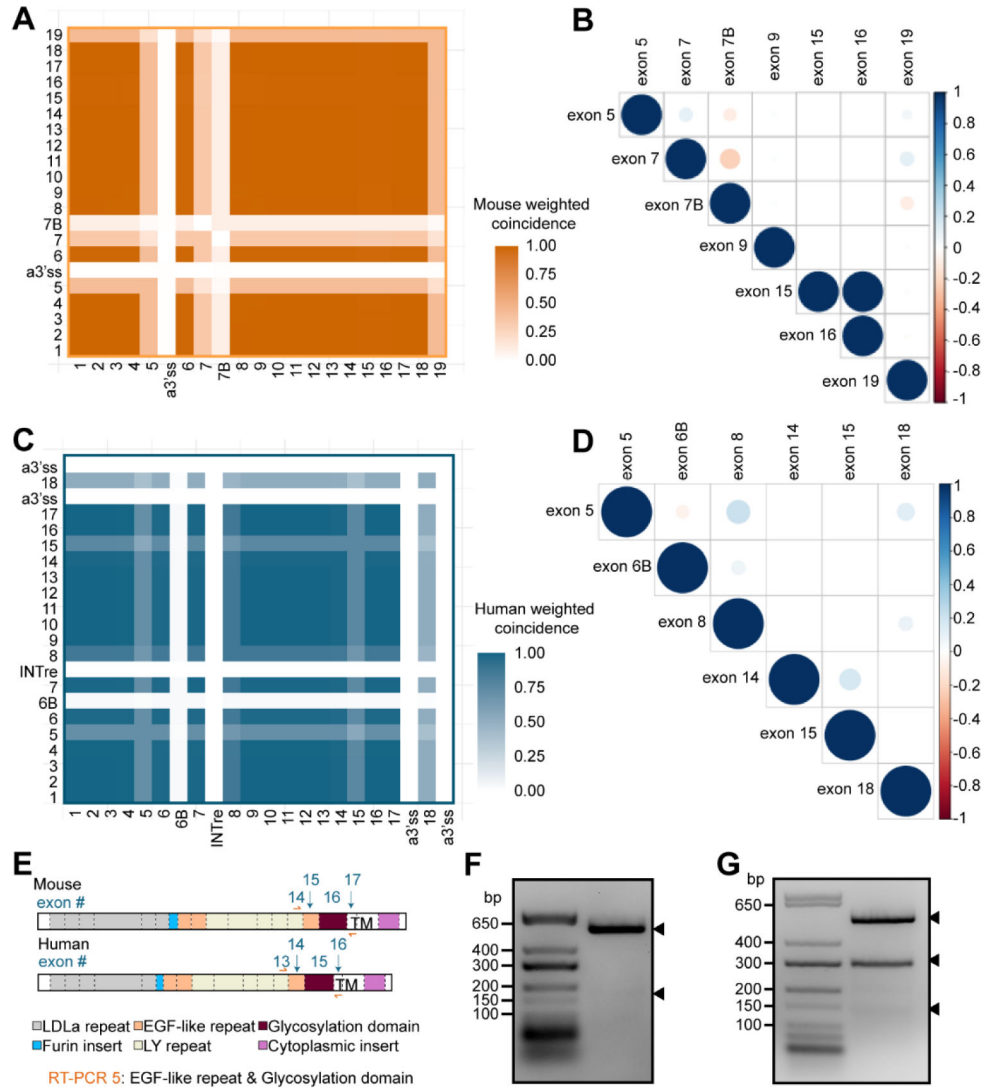 A
19
18
17
16
15
14
13
12
11
10
9
8
7B
7
6
a3'ss
5
4
3
2
1
1 2 3 4 5 a3'ss 6 7 7B 8 9 10 11 12 13 14 15 16 17 18 19
Mouse weighted
coincidence
1.00
0.75
0.50
0.25
0.00
B
exon 5 exon 7 exon 7B exon 9 exon 15 exon 16 exon 19
exon 5
exon 7
exon 7B
exon 9
exon 15
exon 16
exon 19
1
0.8
0.6
0.4
0.2
0
-0.2
-0.4
-0.6
-0.8
-1
C
a3'ss
18
a3'ss
17
16
15
14
13
12
11
10
9
8
INTre
7
6B
6
5
4
3
2
1
1 2 3 4 5 6 6B 7 INTre 8 9 10 11 12 13 14 15 16 17 a3'ss 18 a3'ss
Human weighted
coincidence
1.00
0.75
0.50
0.25
0.00
D
exon 5 exon 6B exon 8 exon 14 exon 15 exon 18
exon 5
exon 6B
exon 8
exon 14
exon 15
exon 18
1
0.8
0.6
0.4
0.2
0
-0.2
-0.4
-0.6
-0.8
-1
E
Mouse
exon #
14 15 16 17
TM
Human
exon #
13 14 15 16
TM
LDLa repeat EGF-like repeat Glycosylation domain
Furin insert LY repeat Cytoplasmic insert
RT-PCR 5: EGF-like repeat & Glycosylation domain
F
bp
650
400
300
200
150
100
G
bp
650
400
300
200
150
100